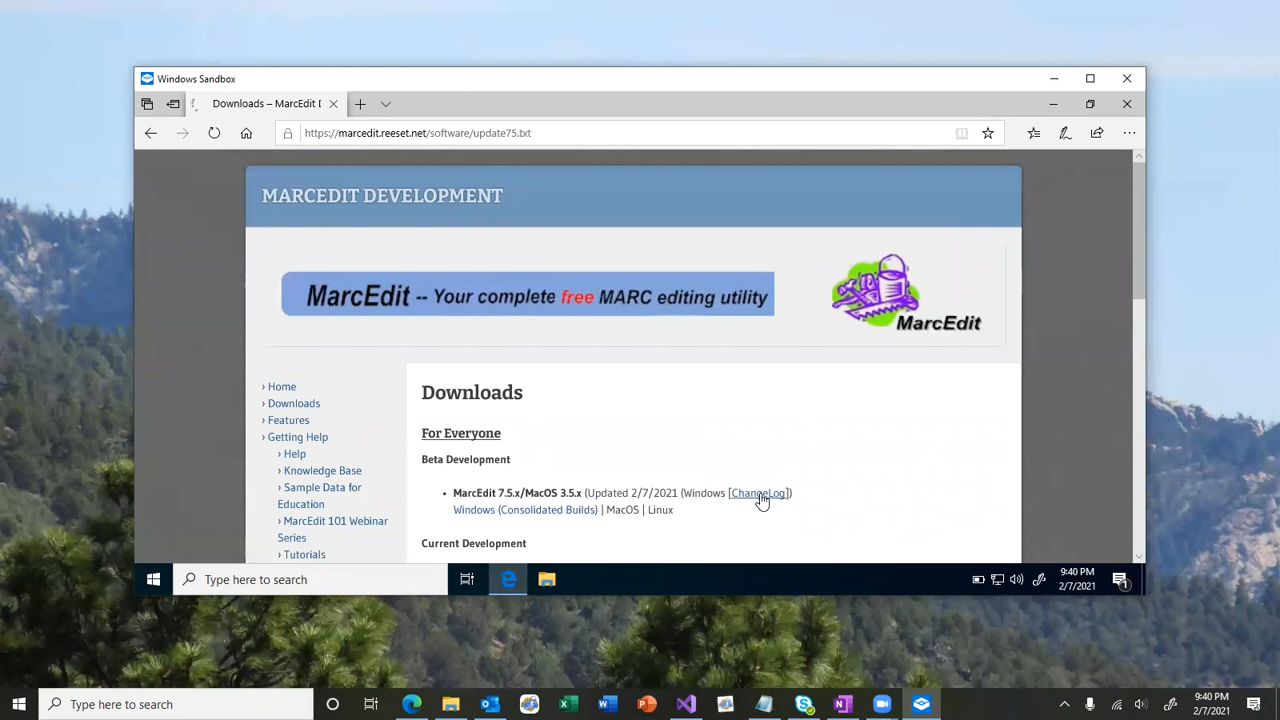 Windows Sandbox
Downloads – MarcEdit D
https://marcedit.reeset.net/software/update75.txt
MARCEDIT DEVELOPMENT
MarcEdit -- Your complete free MARC editing utility
MarcEdit
› Home
› Downloads
› Features
› Getting Help
› Help
› Knowledge Base
› Sample Data for
Education
› MarcEdit 101 Webinar
Series
› Tutorials
Downloads
For Everyone
Beta Development
• MarcEdit 7.5.x/MacOS 3.5.x (Updated 2/7/2021 (Windows [ChangeLog])
Windows (Consolidated Builds) | MacOS | Linux
Current Development
Type here to search
9:40 PM
2/7/2021
1
Type here to search
9:40 PM
2/7/2021